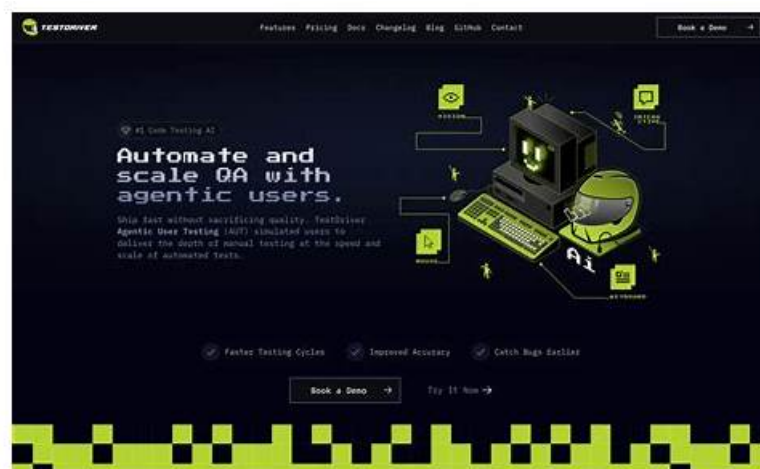 TESTDRIVER
Features Pricing Docs Changelog Blog GitHub Contact
Book a Demo →
#1 Code Testing AI
Automate and
scale QA with
agentic users.
Ship fast without sacrificing quality. TestDriver
Agentic User Testing (AUT) simulated users to
deliver the depth of manual testing at the speed and
scale of automated tests.
VISION
MOUSE
Ai
KEYBOARD
Faster Testing Cycles
Improved Accuracy
Catch Bugs Earlier
Book a Demo →
Try It Now →